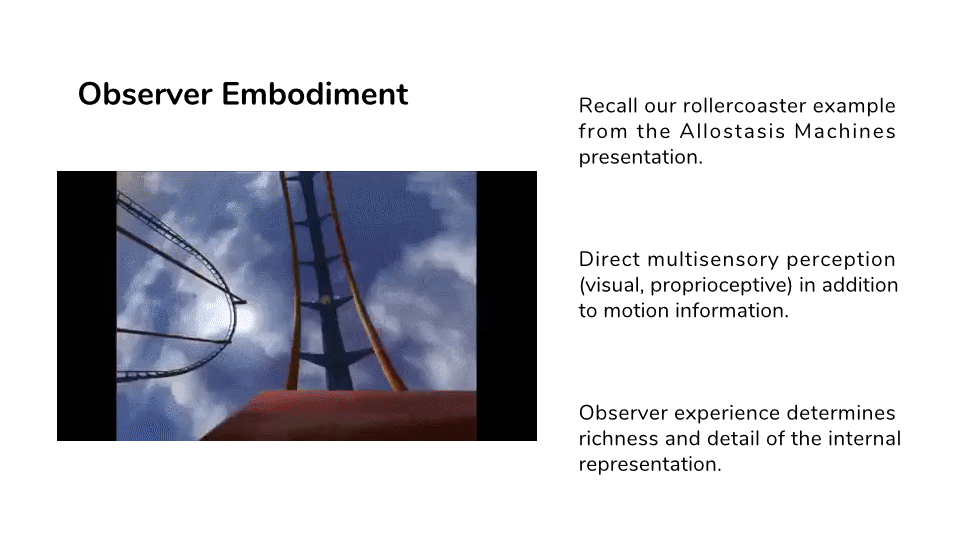 Observer Embodiment
Recall our rollercoaster example
from the Allostasis Machines
presentation.
Direct multisensory perception
(visual, proprioceptive) in addition
to motion information.
Observer experience determines
richness and detail of the internal
representation.